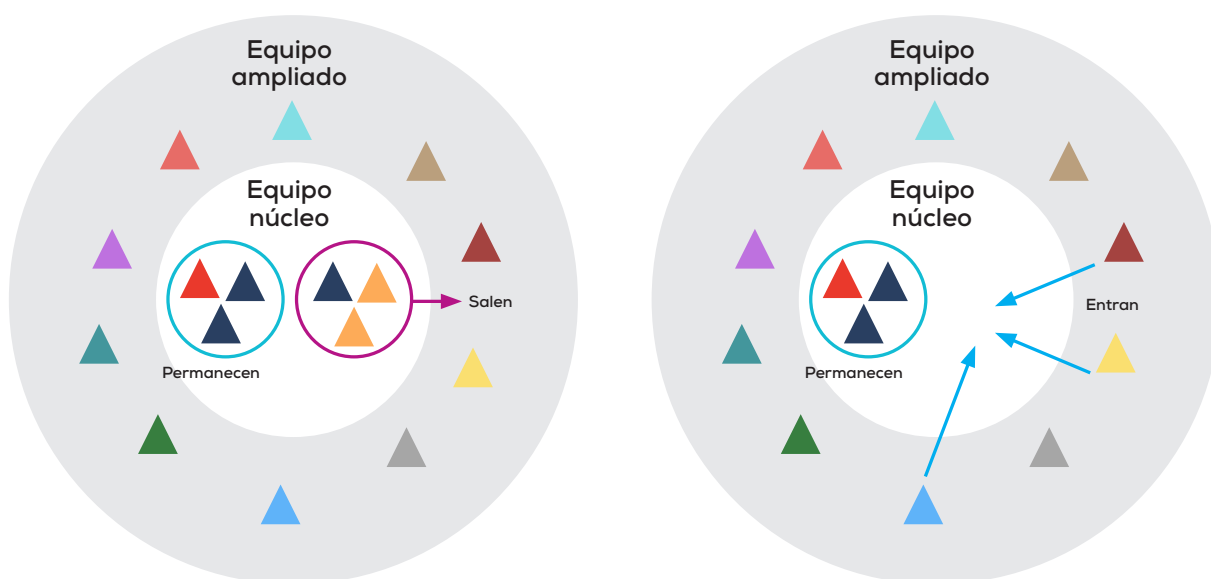 Equipo
ampliado
Equipo
núcleo
Salen
Permanecen
Equipo
ampliado
Equipo
núcleo
Entran
Permanecen